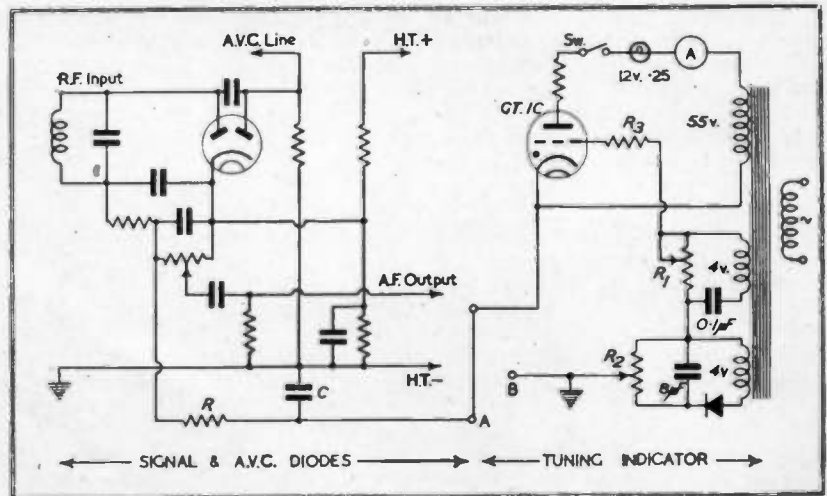 A.V.C. Line
H.T.+
Sw.
12v. ·25
A
R.F. Input
GT.1C
R3
55v.
R1
4v.
0·1μF
A.F. Output
R2
8μF
4v
B
H.T.-
C
R
A
SIGNAL & A.V.C. DIODES
TUNING INDICATOR